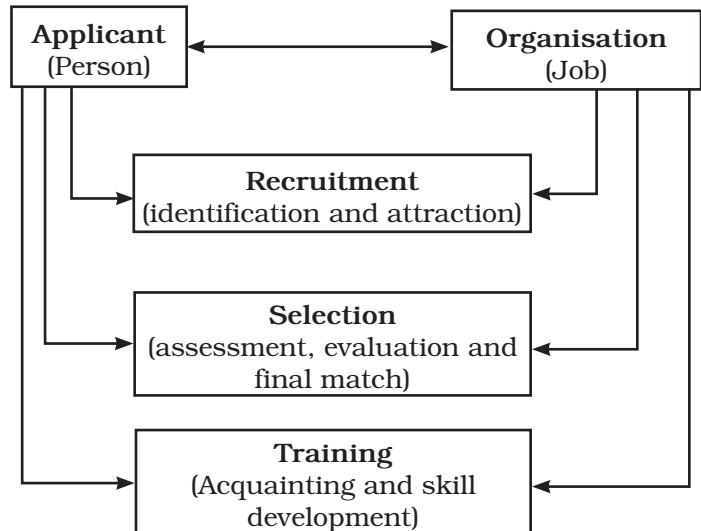 Applicant
(Person)
Organisation
(Job)
Recruitment
(identification and attraction)
Selection
(assessment, evaluation and
final match)
Training
(Acquainting and skill
development)